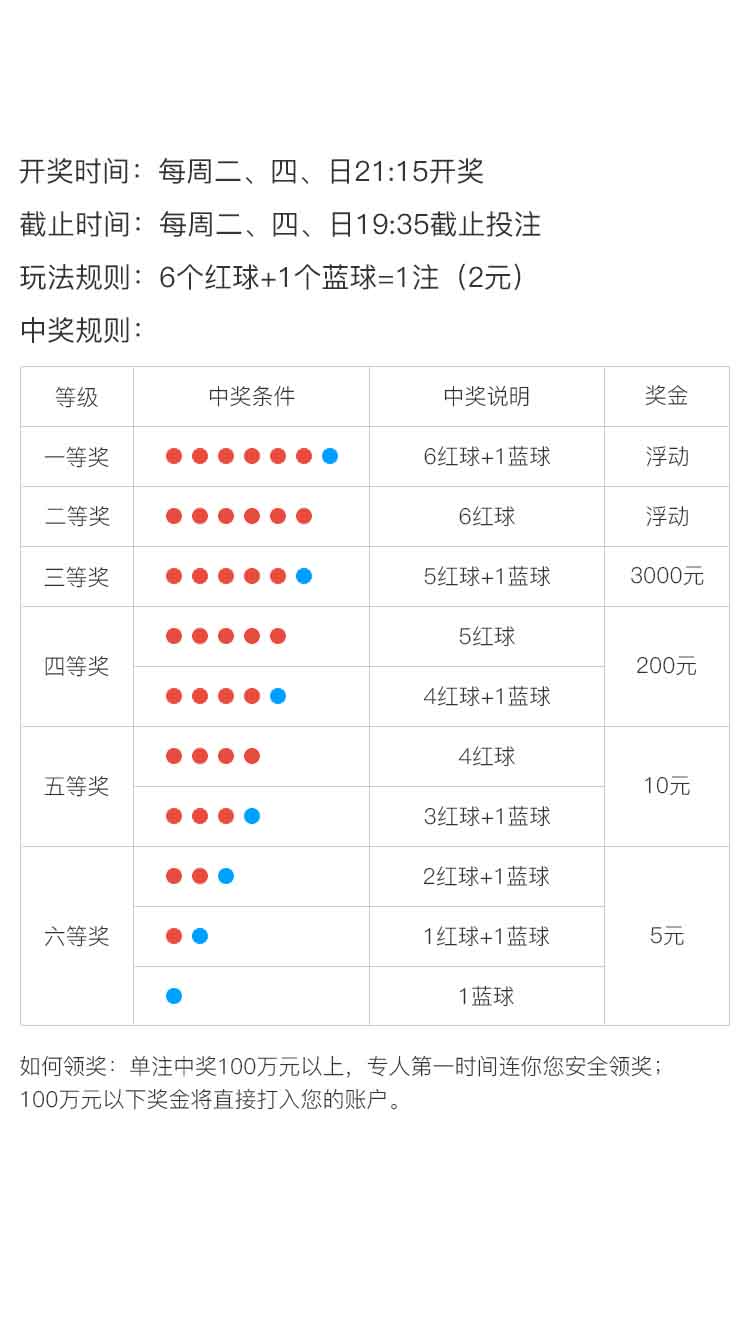 开奖时间：每周二、四、日21:15开奖
截止时间：每周二、四、日19:35截止投注
玩法规则：6个红球+1个蓝球=1注（2元）
中奖规则：
等级 中奖条件 中奖说明 奖金
一等奖 6红球+1蓝球 浮动
二等奖 6红球 浮动
三等奖 5红球+1蓝球 3000元
四等奖 5红球 200元
4红球+1蓝球
五等奖 4红球 10元
3红球+1蓝球
六等奖 2红球+1蓝球 5元
1红球+1蓝球
1蓝球
如何领奖：单注中奖100万元以上，专人第一时间连你您安全领奖；
100万元以下奖金将直接打入您的账户。